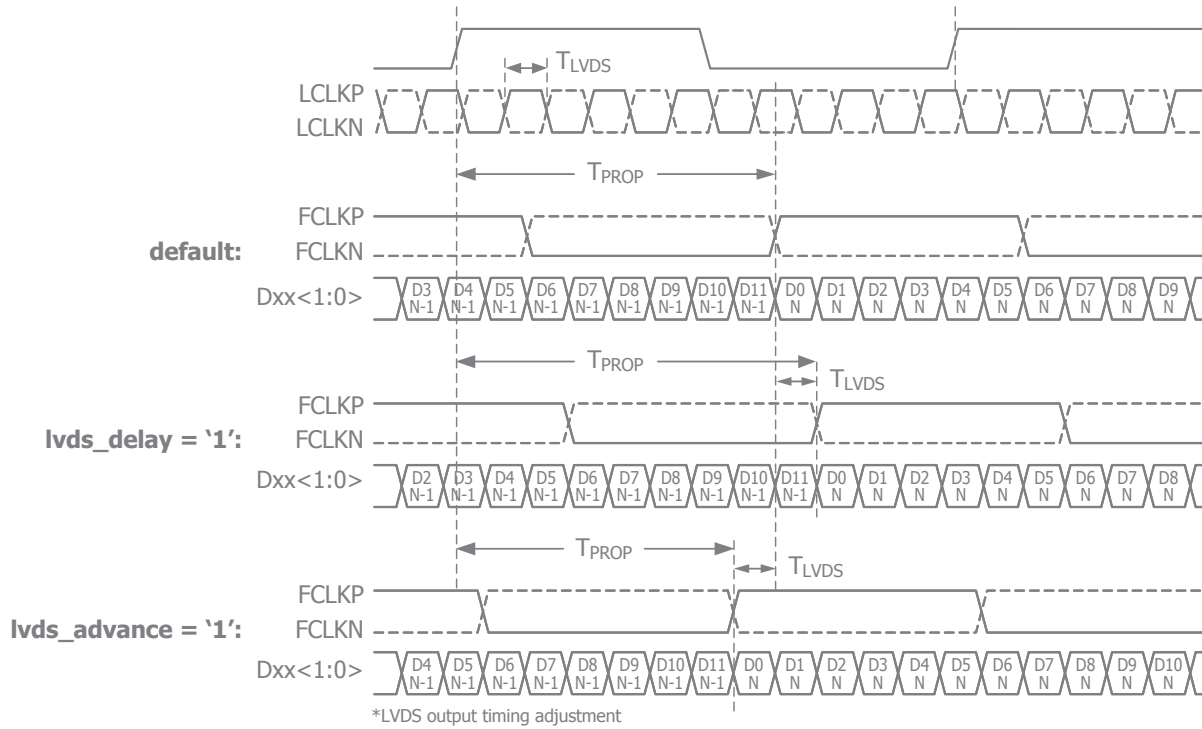 TLVDS
LCLKP
LCLKN
TPROP
FCLKP
default: FCLKN
Dxx<1:0> D3 N-1 D4 N-1 D5 N-1 D6 N-1 D7 N-1 D8 N-1 D9 N-1 D10 N-1 D11 N-1 D0 N D1 N D2 N D3 N D4 N D5 N D6 N D7 N D8 N D9 N
TPROP
TLVDS
FCLKP
lvds_delay = ‘1’: FCLKN
Dxx<1:0> D2 N-1 D3 N-1 D4 N-1 D5 N-1 D6 N-1 D7 N-1 D8 N-1 D9 N-1 D10 N-1 D11 N-1 D0 N D1 N D2 N D3 N D4 N D5 N D6 N D7 N D8 N
TPROP
TLVDS
FCLKP
lvds_advance = ‘1’: FCLKN
Dxx<1:0> D4 N-1 D5 N-1 D6 N-1 D7 N-1 D8 N-1 D9 N-1 D10 N-1 D11 N-1 D0 N D1 N D2 N D3 N D4 N D5 N D6 N D7 N D8 N D9 N D10 N
*LVDS output timing adjustment